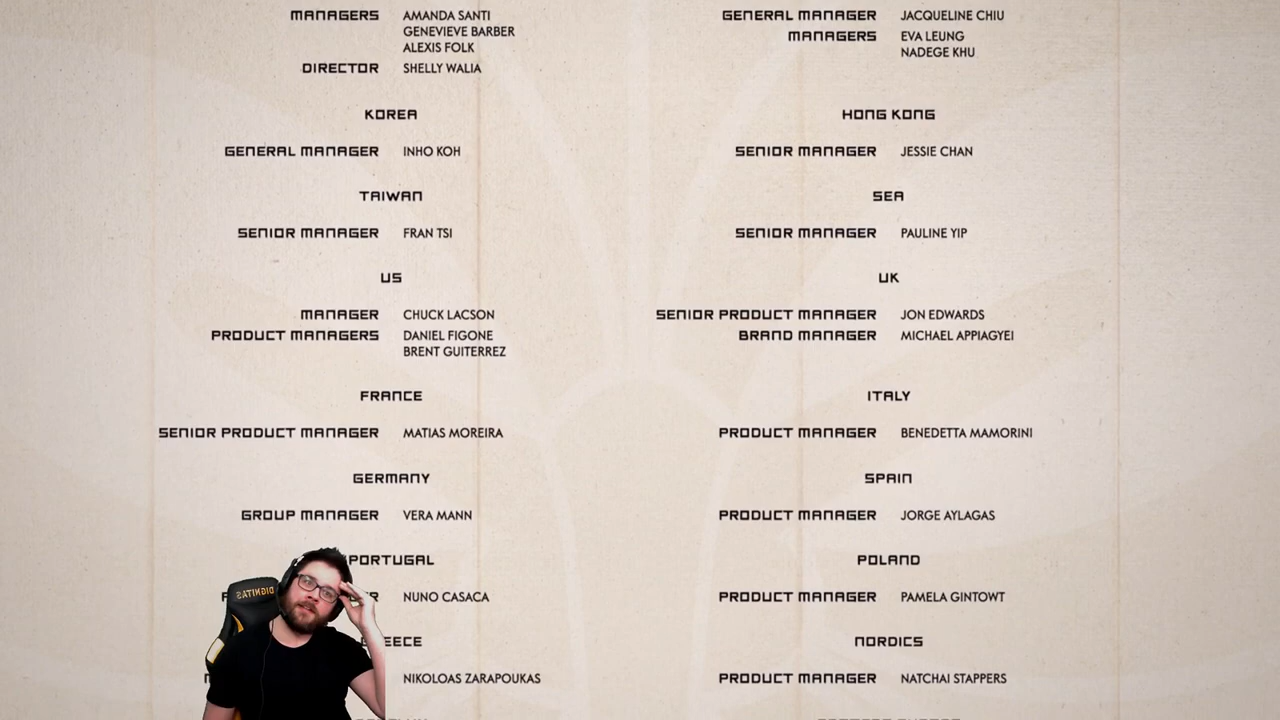 MANAGERS AMANDA SANTI
GENEVIEVE BARBER
ALEXIS FOLK
DIRECTOR SHELLY WALIA
GENERAL MANAGER JACQUELINE CHIU
MANAGERS EVA LEUNG
NADEGE KHU
KOREA
GENERAL MANAGER INHO KOH
HONG KONG
SENIOR MANAGER JESSIE CHAN
TAIWAN
SENIOR MANAGER FRAN TSI
SEA
SENIOR MANAGER PAULINE YIP
US
MANAGER CHUCK LACSON
PRODUCT MANAGERS DANIEL FIGONE
BRENT GUITERREZ
UK
SENIOR PRODUCT MANAGER JON EDWARDS
BRAND MANAGER MICHAEL APPIAGYEI
FRANCE
SENIOR PRODUCT MANAGER MATIAS MOREIRA
ITALY
PRODUCT MANAGER BENEDETTA MAMORINI
GERMANY
GROUP MANAGER VERA MANN
SPAIN
PRODUCT MANAGER JORGE AYLAGAS
PORTUGAL
NUNO CASACA
POLAND
PRODUCT MANAGER PAMELA GINTOWT
NIKOLOAS ZARAPOUKAS
NORDICS
PRODUCT MANAGER NATCHAI STAPPERS
DIGNITAS